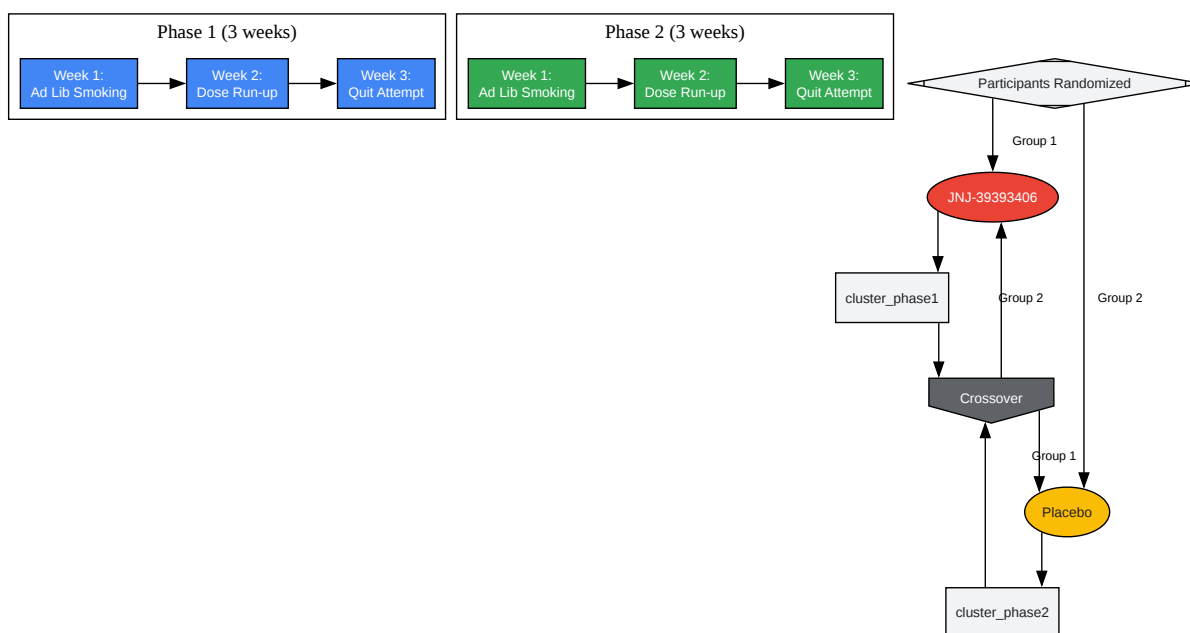 Phase 1 (3 weeks)
Week 1:
Ad Lib Smoking
Week 2:
Dose Run-up
Week 3:
Quit Attempt
Phase 2 (3 weeks)
Week 1:
Ad Lib Smoking
Week 2:
Dose Run-up
Week 3:
Quit Attempt
Participants Randomized
Group 1
JNJ-39393406
cluster_phase1
Group 2
Group 2
Crossover
Group 1
Placebo
cluster_phase2